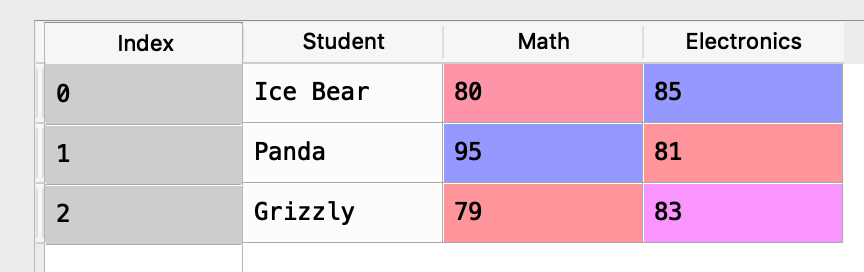 Index Student Math Electronics
0 Ice Bear 80 85
1 Panda 95 81
2 Grizzly 79 83